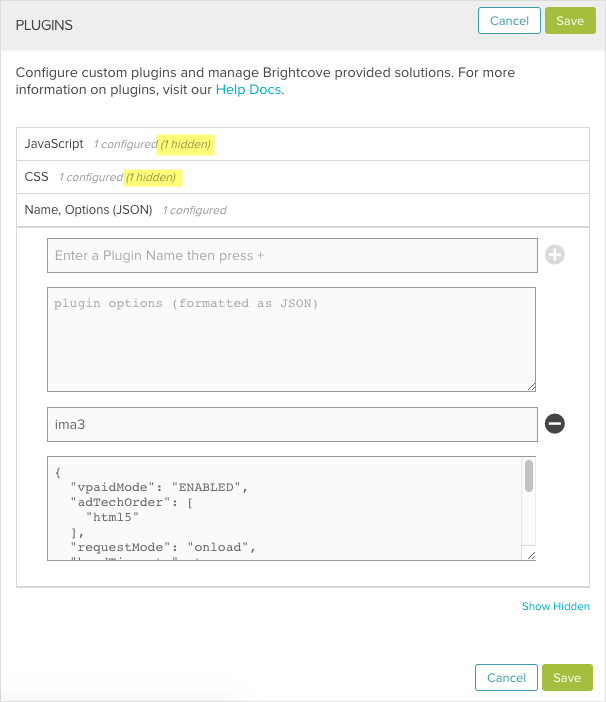 PLUGINS
Cancel
Save
Configure custom plugins and manage Brightcove provided solutions. For more
information on plugins, visit our Help Docs.
JavaScript 1 configured (1 hidden)
CSS 1 configured (1 hidden)
Name, Options (JSON) 1 configured
Enter a Plugin Name then press +
plugin options (formatted as JSON)
ima3
{
"vpaidMode": "ENABLED",
"adTechOrder": [
"html5"
],
"requestMode": "onload",
Show Hidden
Cancel
Save